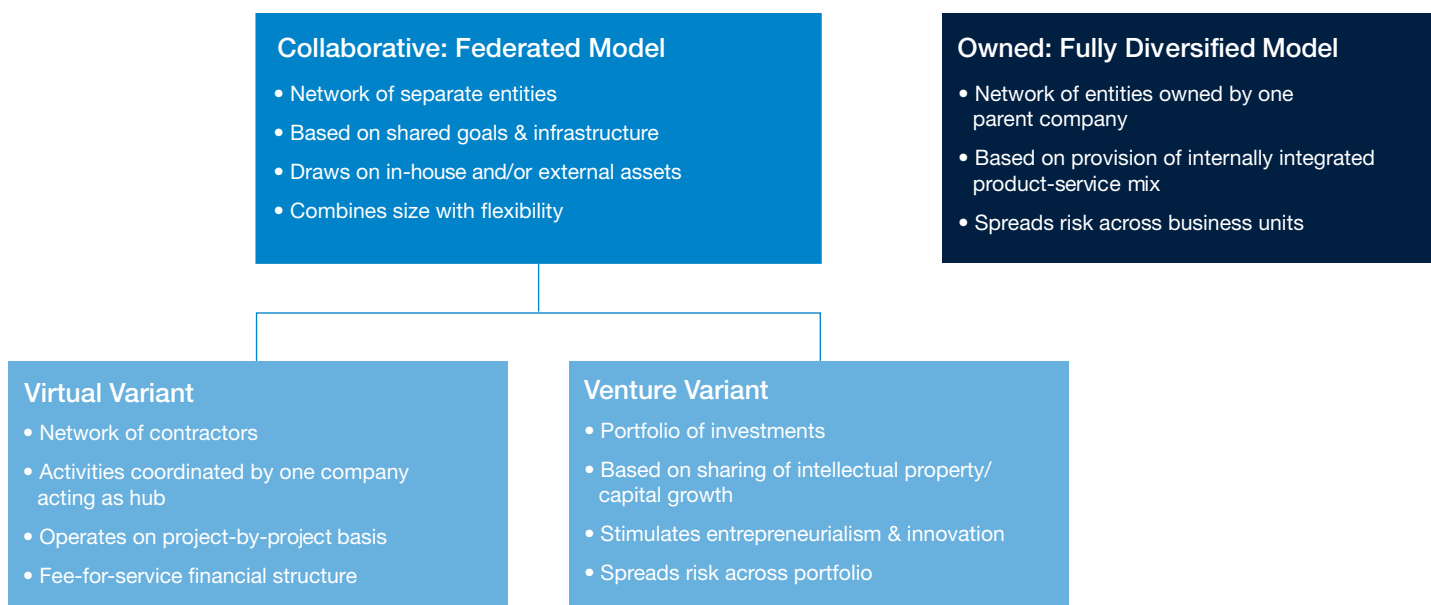 Collaborative: Federated Model
• Network of separate entities
• Based on shared goals & infrastructure
• Draws on in-house and/or external assets
• Combines size with flexibility
Owned: Fully Diversified Model
• Network of entities owned by one
parent company
• Based on provision of internally integrated
product-service mix
• Spreads risk across business units
Virtual Variant
• Network of contractors
• Activities coordinated by one company
acting as hub
• Operates on project-by-project basis
• Fee-for-service financial structure
Venture Variant
• Portfolio of investments
• Based on sharing of intellectual property/
capital growth
• Stimulates entrepreneurialism & innovation
• Spreads risk across portfolio